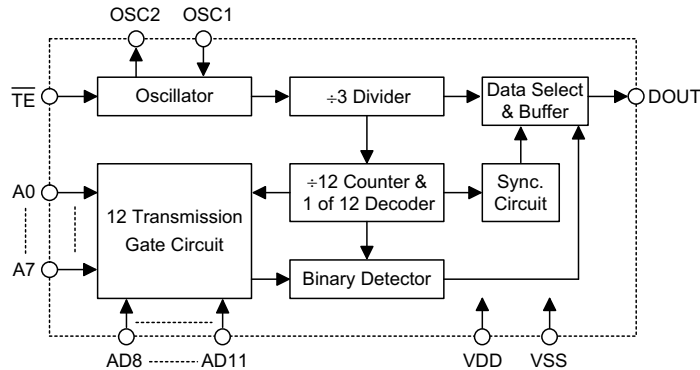 OSC2 OSC1
T̅E̅ Oscillator ÷3 Divider Data Select
& Buffer DOUT
A0 12 Transmission
Gate Circuit ÷12 Counter &
1 of 12 Decoder Sync.
Circuit
A7 Binary Detector
AD8 AD11 VDD VSS